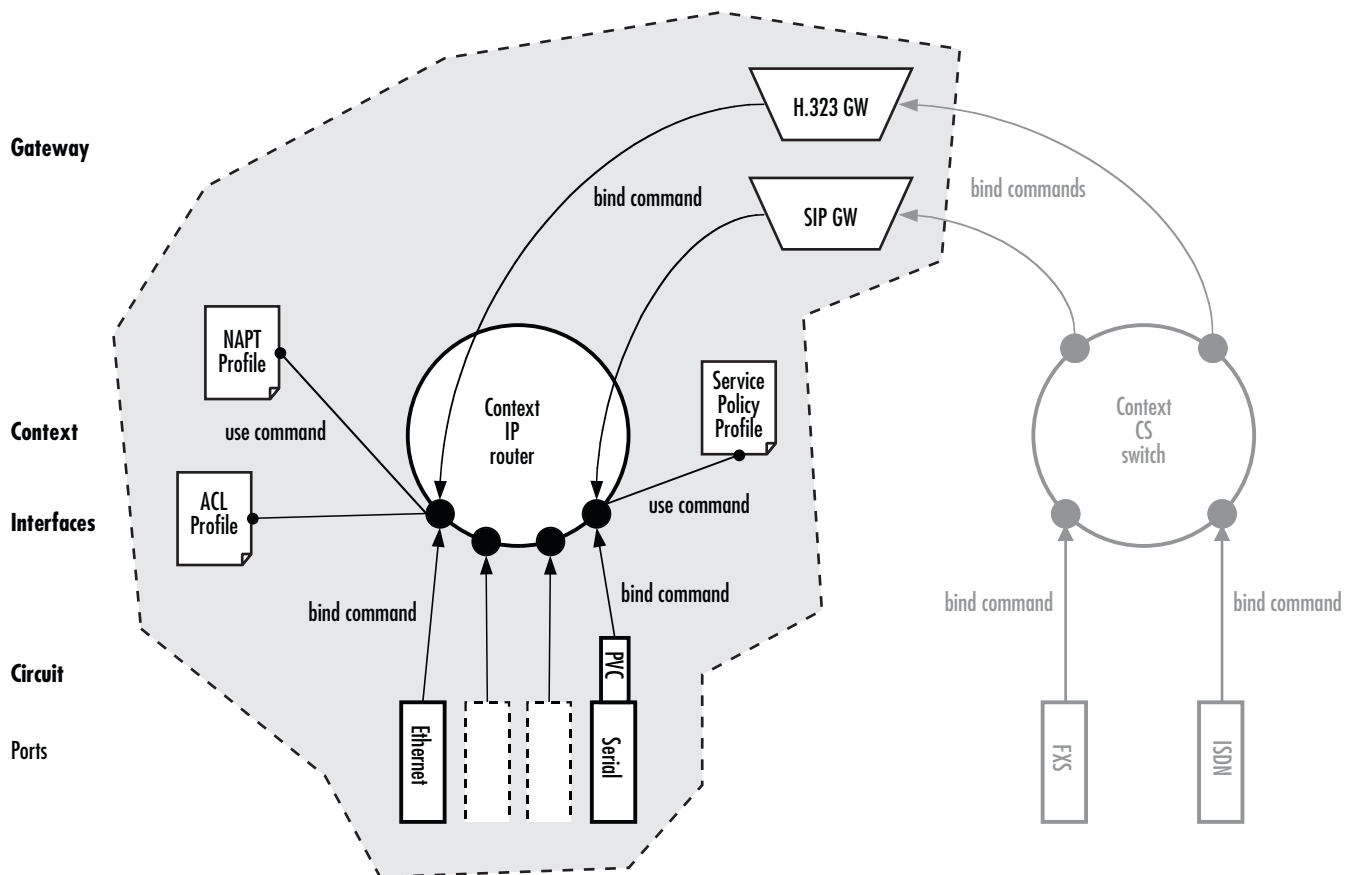 H.323 GW
Gateway
bind command
bind commands
SIP GW
NAPT
Profile
Service
Policy
Profile
Context
IP
router
Context
CS
switch
Context
use command
ACL
Profile
Interfaces
use command
bind command
bind command
bind command
bind command
Circuit
PVC
Ports
Ethernet
Serial
FXS
ISDN